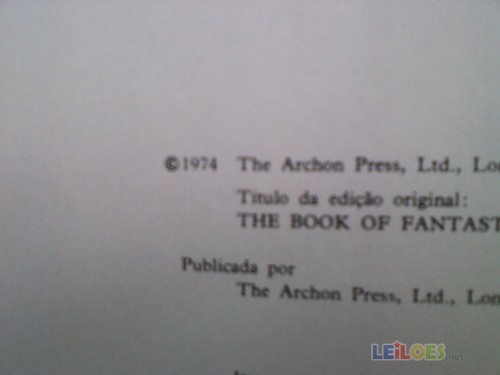 ©1974 The Archon Press, Ltd., Lon
Título da edição original:
THE BOOK OF FANTAST
Publicada por
The Archon Press, Ltd., Lon
LEiLOES.net